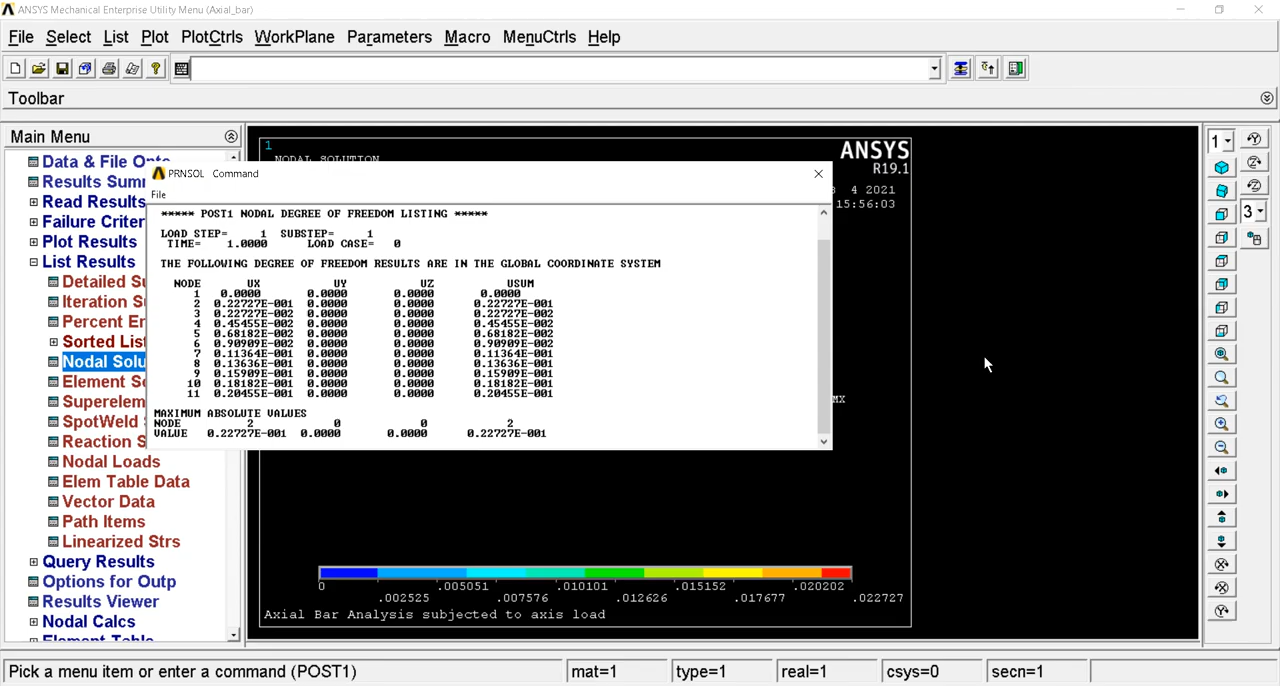 ANSYS Mechanical Enterprise Utility Menu (Axial_bar)
File Select List Plot PlotCtrls WorkPlane Parameters Macro MenuCtrls Help
Toolbar
Main Menu
Data & File Opts
Results Summ
Read Results
Failure Criter
Plot Results
List Results
Detailed Su
Iteration S
Percent Er
Sorted List
Nodal Solu
Element So
Superelem
SpotWeld S
Reaction S
Nodal Loads
Elem Table Data
Vector Data
Path Items
Linearized Strs
Query Results
Options for Outp
Results Viewer
Nodal Calcs
Element Table
1
NODAL SOLUTION
ANSYS
R19.1
4 2021
15:56:03
PRNSOL Command
File
***** POST1 NODAL DEGREE OF FREEDOM LISTING *****
LOAD STEP= 1 SUBSTEP= 1
TIME= 1.0000 LOAD CASE= 0
THE FOLLOWING DEGREE OF FREEDOM RESULTS ARE IN THE GLOBAL COORDINATE SYSTEM
NODE UX UY UZ USUM
1 0.0000 0.0000 0.0000 0.0000
2 0.22727E-001 0.0000 0.0000 0.22727E-001
3 0.22727E-002 0.0000 0.0000 0.22727E-002
4 0.45455E-002 0.0000 0.0000 0.45455E-002
5 0.68182E-002 0.0000 0.0000 0.68182E-002
6 0.90909E-002 0.0000 0.0000 0.90909E-002
7 0.11364E-001 0.0000 0.0000 0.11364E-001
8 0.13636E-001 0.0000 0.0000 0.13636E-001
9 0.15909E-001 0.0000 0.0000 0.15909E-001
10 0.18182E-001 0.0000 0.0000 0.18182E-001
11 0.20455E-001 0.0000 0.0000 0.20455E-001
MAXIMUM ABSOLUTE VALUES
NODE 2 0 0 2
VALUE 0.22727E-001 0.0000 0.0000 0.22727E-001
MX
0 .005051 .010101 .015152 .020202
.002525 .007576 .012626 .017677 .022727
Axial Bar Analysis subjected to axis load
1
3
Pick a menu item or enter a command (POST1) mat=1 type=1 real=1 csys=0 secn=1